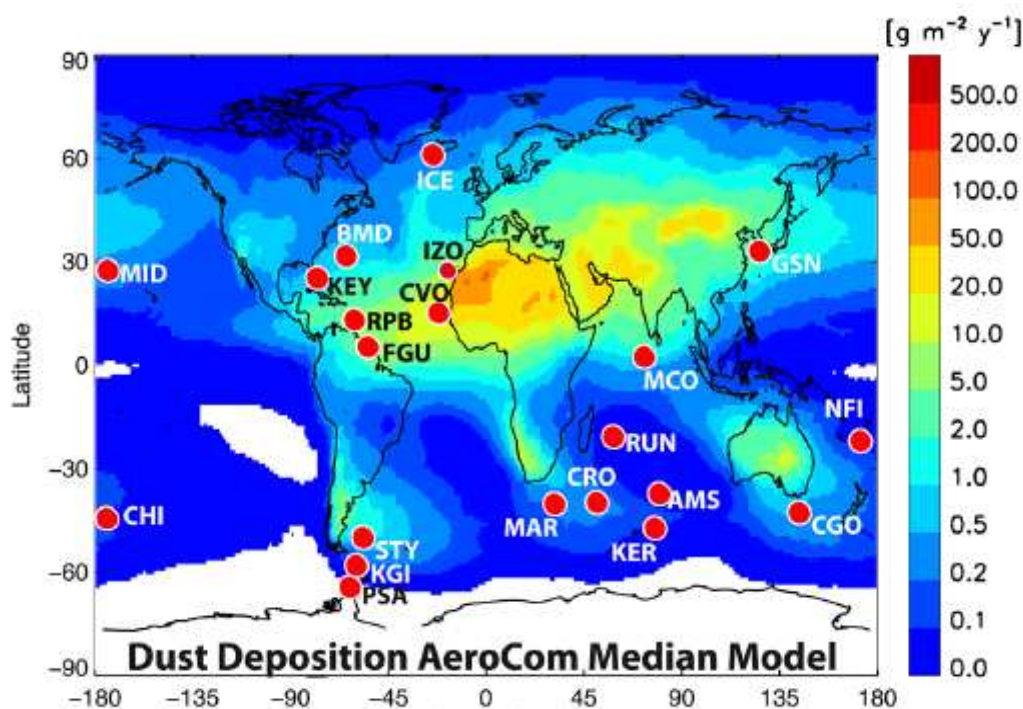 [g m⁻² y⁻¹]
90
60
30
0
−30
−60
−90
Latitude
ICE
BMD
IZO
MID
KEY
CVO
GSN
RPB
FGU
MCO
NFI
RUN
CRO
AMS
CHI
MAR
CGO
STY
KER
KGI
PSA
Dust Deposition AeroCom Median Model
−180 −135 −90 −45 0 45 90 135 180
500.0
200.0
100.0
50.0
20.0
10.0
5.0
2.0
1.0
0.5
0.2
0.1
0.0